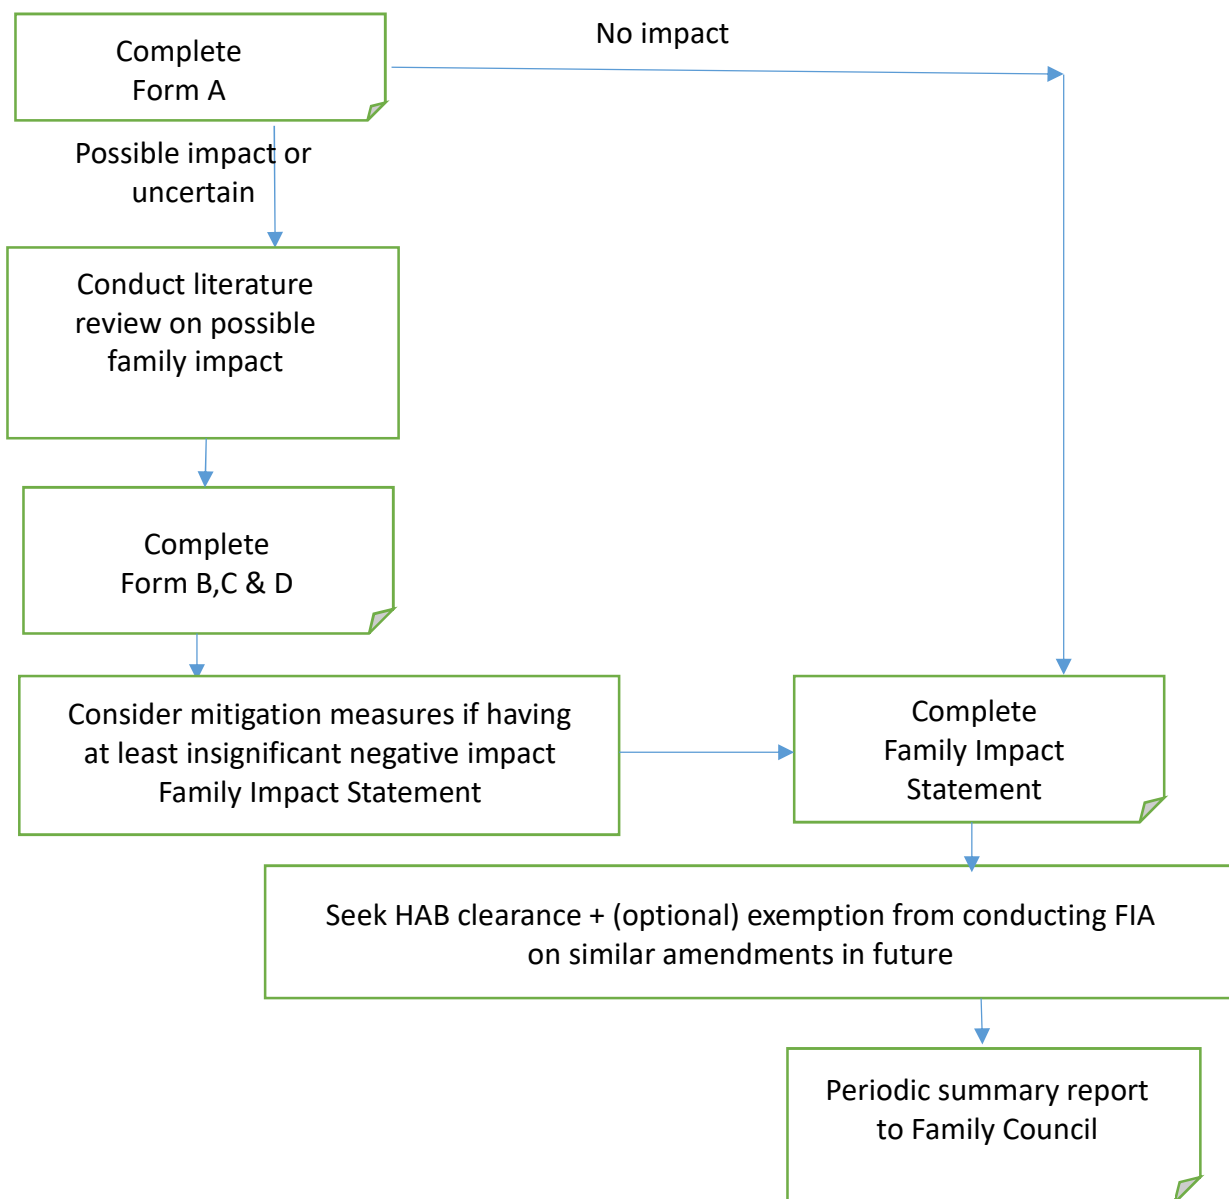 Complete
Form A
No impact
Possible impact or
uncertain
Conduct literature
review on possible
family impact
Complete
Form B,C & D
Consider mitigation measures if having
at least insignificant negative impact
Family Impact Statement
Complete
Family Impact
Statement
Seek HAB clearance + (optional) exemption from conducting FIA
on similar amendments in future
Periodic summary report
to Family Council